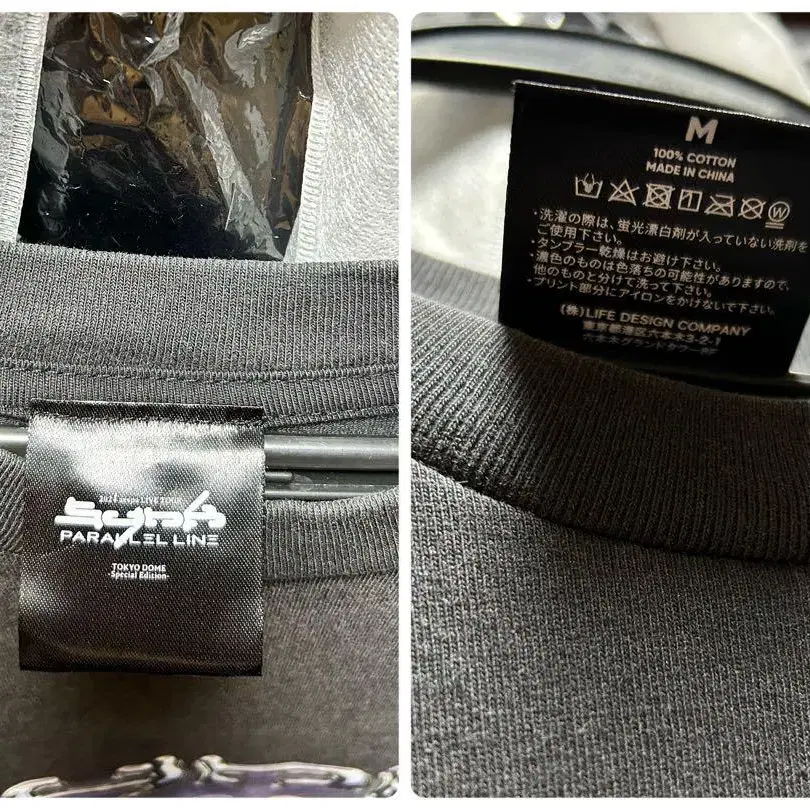 2024 aespa LIVE TOUR
SYNK
PARALLEL LINE
TOKYO DOME
-Special Edition-
M
100% COTTON
MADE IN CHINA
・洗濯の際は、蛍光漂白剤が入っていない洗剤を
ご使用下さい。
・タンブラー乾燥はお避け下さい。
・濃色のものは色落ちの可能性がありますので、
他のものと分けて洗って下さい。
・プリント部分にアイロンをかけないで下さい。
(株)LIFE DESIGN COMPANY
東京都港区六本木3-2-1
六本木グランドタワー